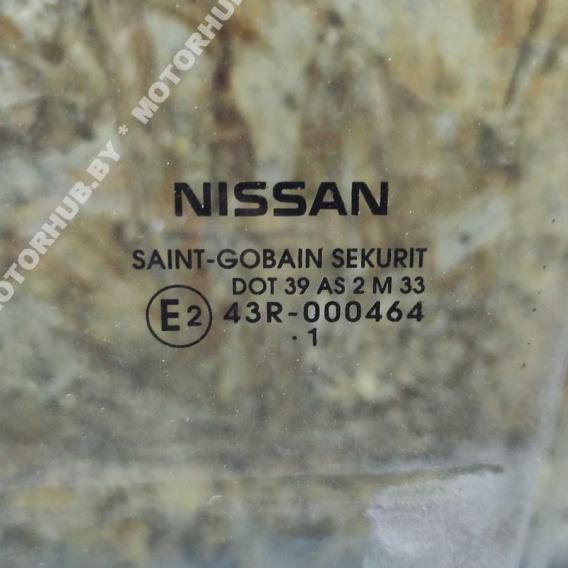 MOTORHUB.BY * MOTORHUB
NISSAN
SAINT-GOBAIN SEKURIT
DOT 39 AS 2 M 33
E2 43R-000464
· 1